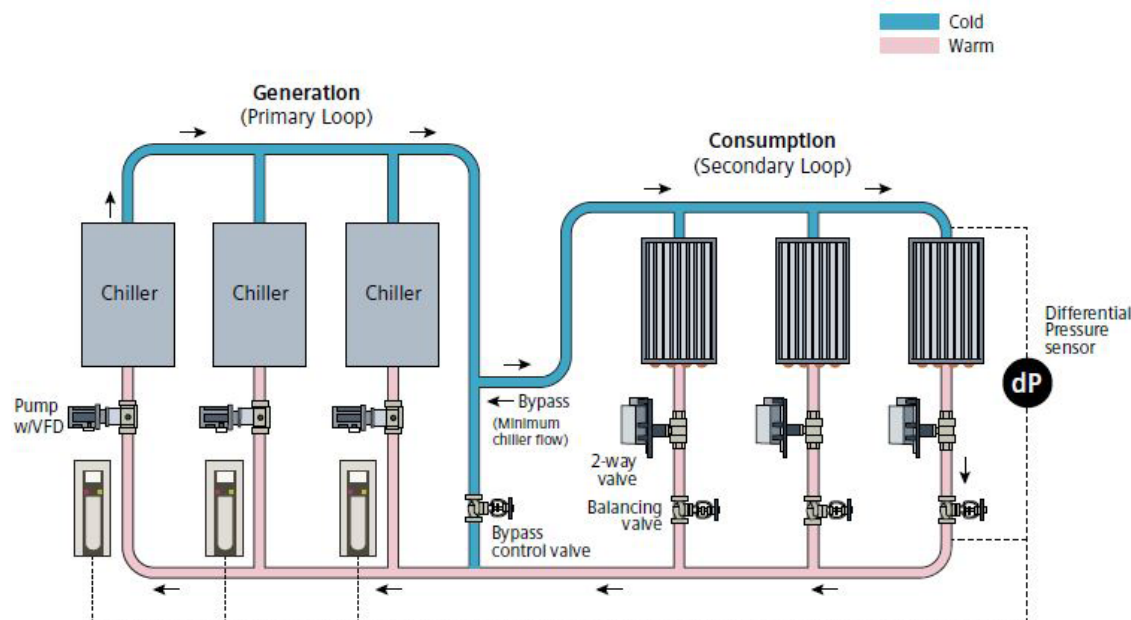 Cold
Warm
Generation
(Primary Loop)
Consumption
(Secondary Loop)
Chiller
Chiller
Chiller
Differential
Pressure
sensor
dP
Pump
w/VFD
Bypass
(Minimum
chiller flow)
2-way
valve
Balancing
valve
Bypass
control valve